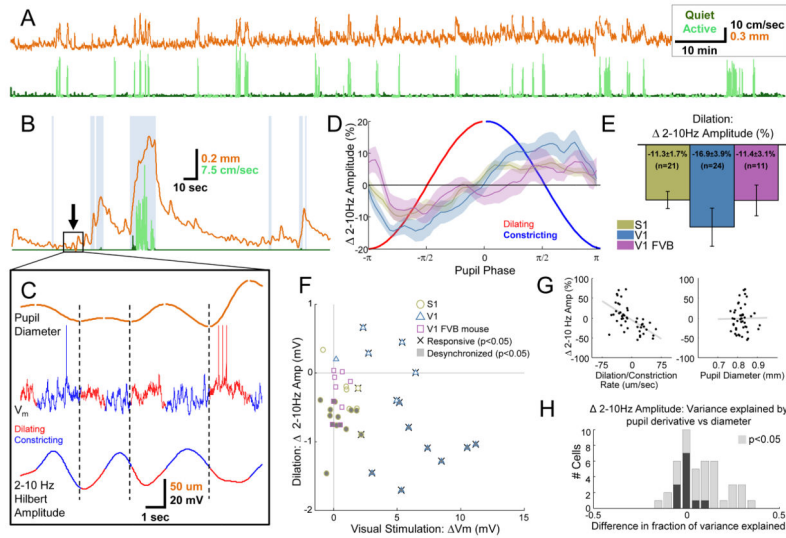 A
Quiet
Active
10 cm/sec
0.3 mm
10 min
B
0.2 mm
7.5 cm/sec
10 sec
C
Pupil
Diameter
Vm
Dilating
Constricting
2-10 Hz
Hilbert
Amplitude
50 um
20 mV
1 sec
D
Δ 2-10Hz Amplitude (%)
20
15
10
5
0
-5
-10
-15
-20
Dilating
Constricting
-π
-π/2
0
π/2
π
Pupil Phase
E
Dilation:
Δ 2-10Hz Amplitude (%)
-11.3±1.7%
(n=21)
-16.9±3.9%
(n=24)
-11.4±3.1%
(n=11)
S1
V1
V1 FVB
F
Dilation: Δ 2-10Hz Amp (mV)
1
0
-1
-2
S1
V1
V1 FVB mouse
Responsive (p<0.05)
Desynchronized (p<0.05)
0
5
10
15
Visual Stimulation: ΔVm (mV)
G
Δ 2-10 Hz Amp (%)
100
50
0
-50
-100
-75
0
75
Dilation/Constriction
Rate (um/sec)
100
50
0
-50
-100
0.8
0.9
Pupil Diameter (mm)
H
Δ 2-10Hz Amplitude: Variance explained by
pupil derivative vs diameter
p<0.05
# Cells
10
8
6
4
2
0
-0.5
0
0.5
Difference in fraction of variance explained